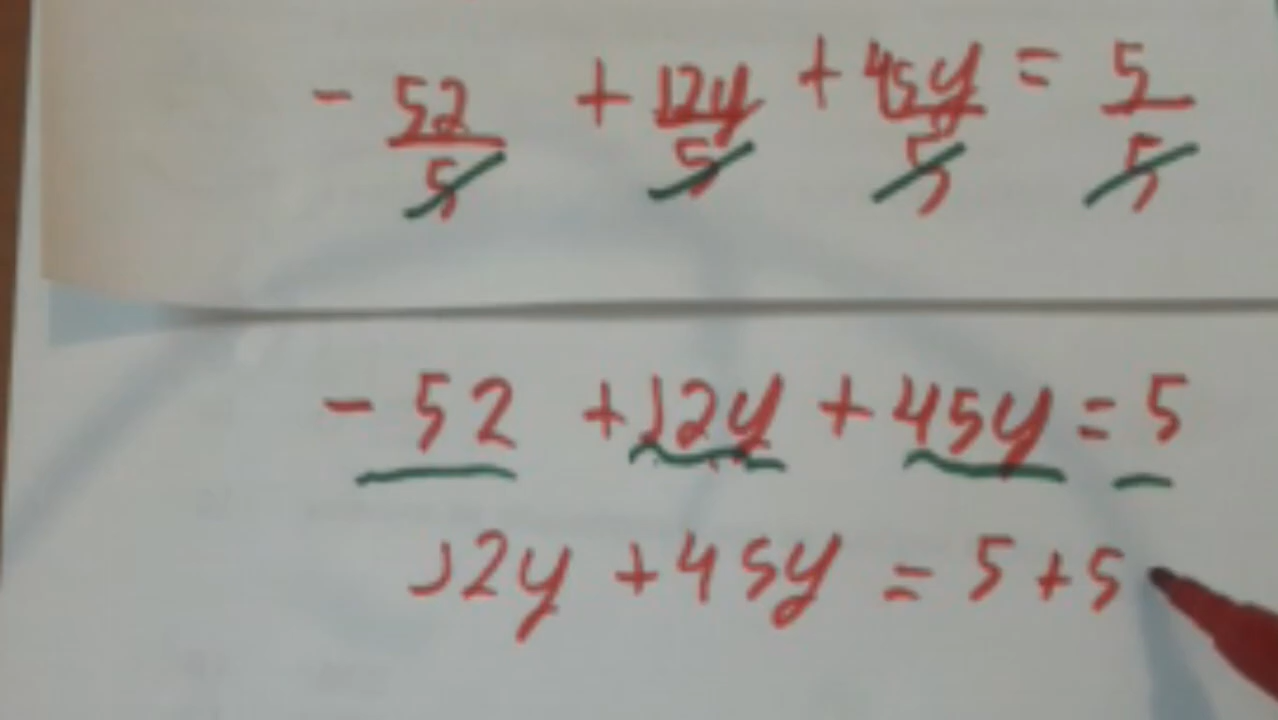 - 52/5 + 12y/5 + 45y/5 = 5/5
- 52 + 12y + 45y = 5
12y + 45y = 5 + 5